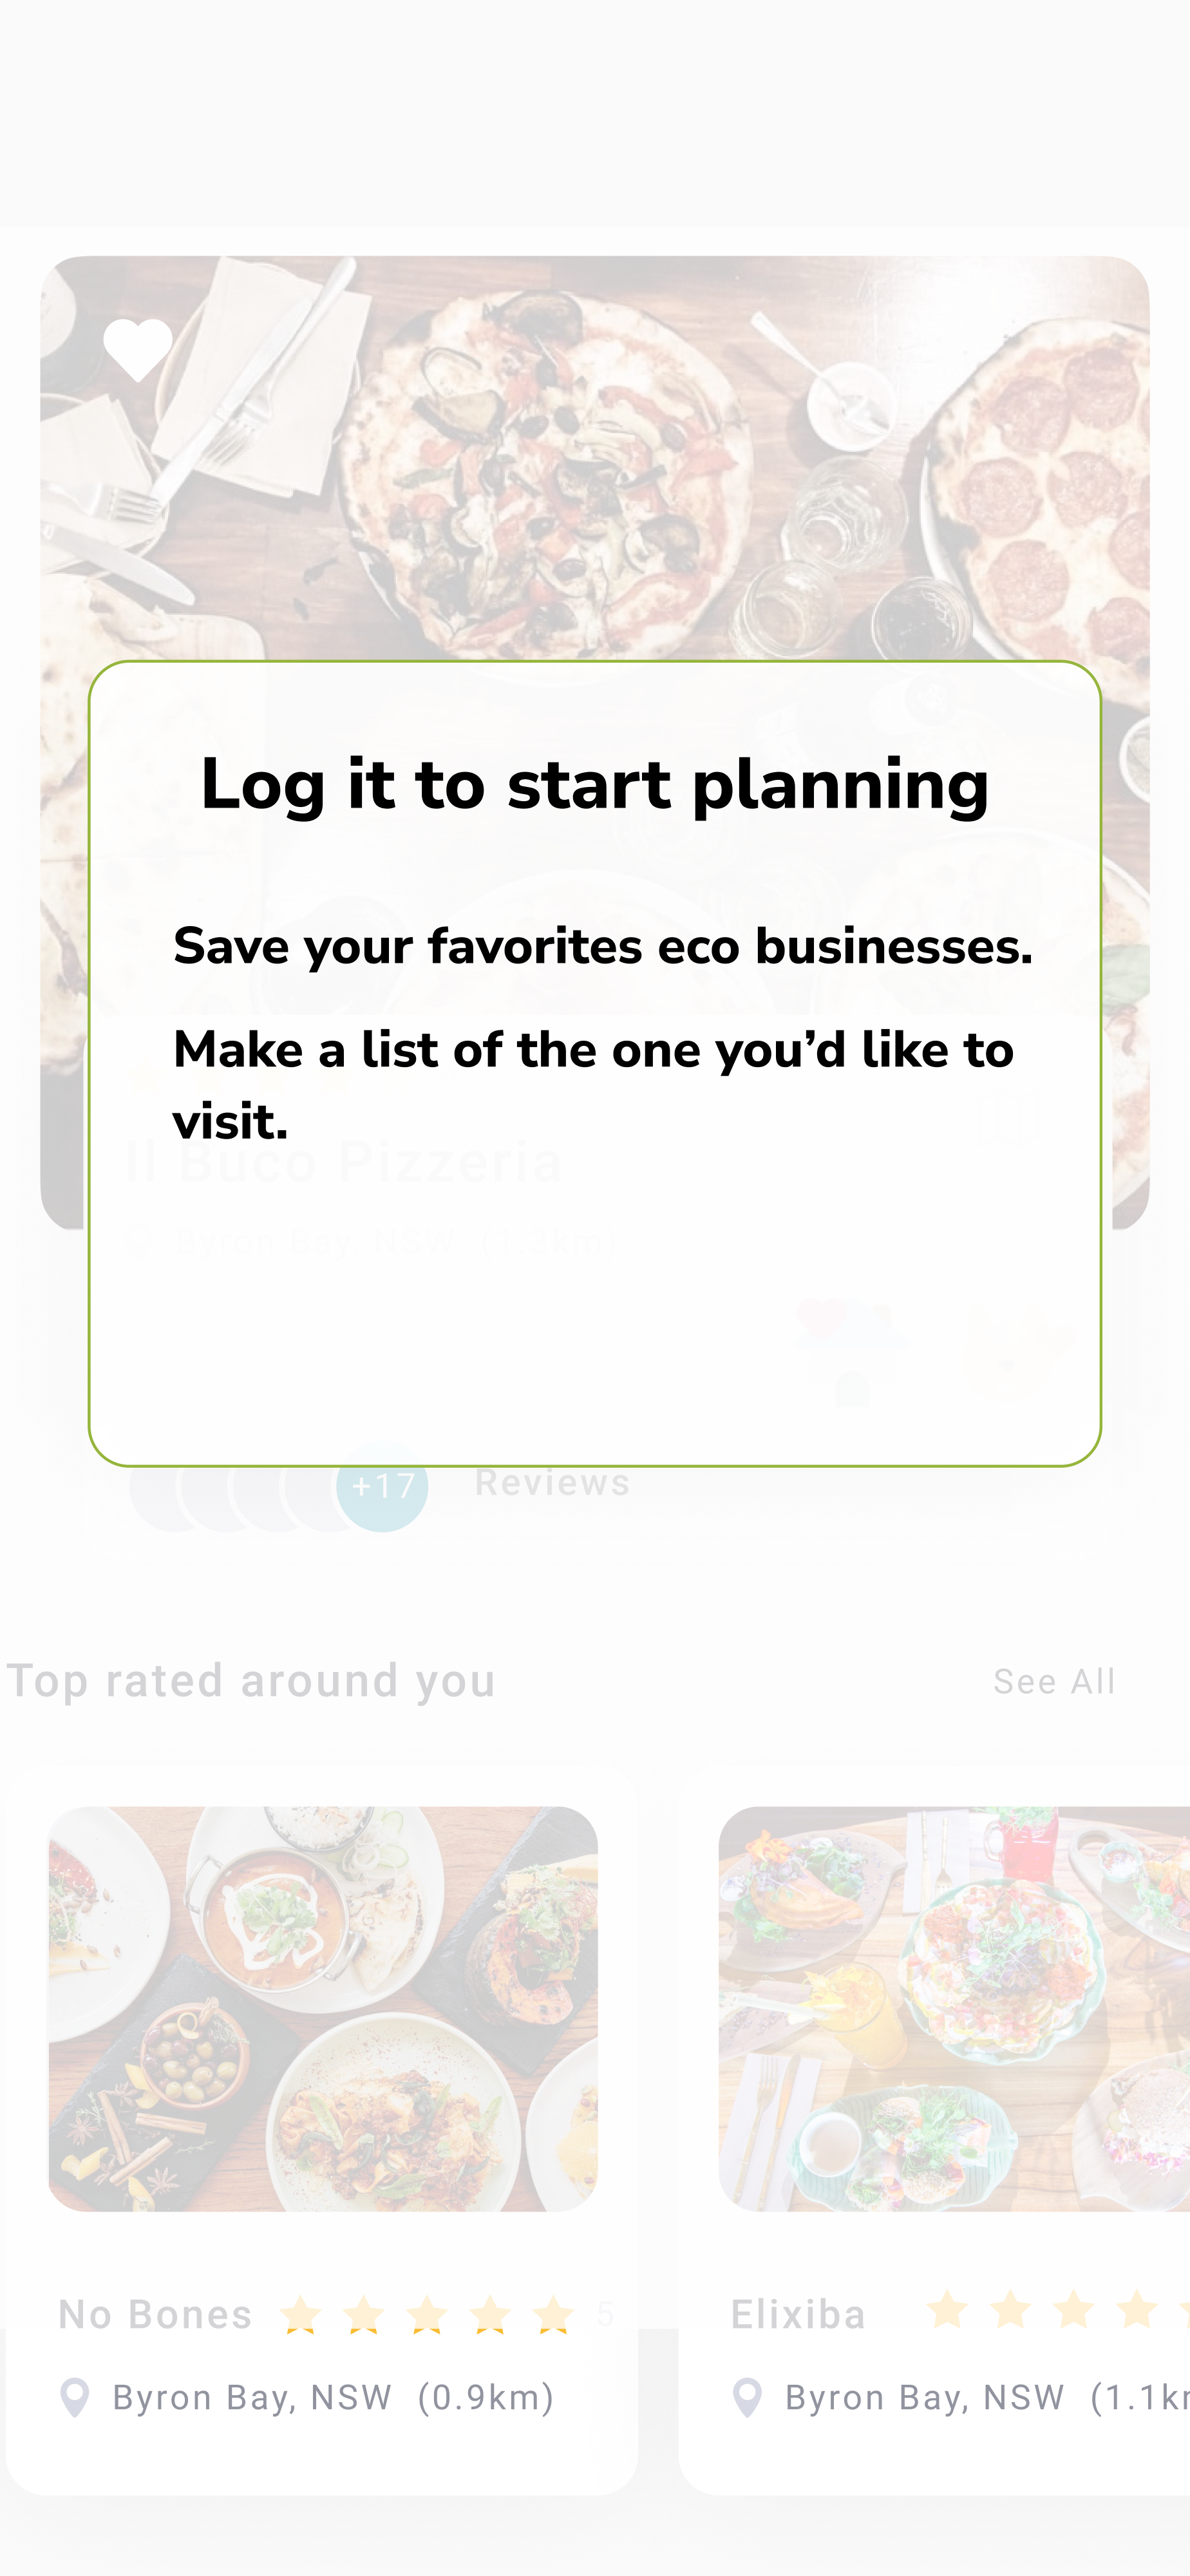 Log it to start planning
Save your favorites eco businesses.
Make a list of the one you’d like to
visit.
Il Buco Pizzeria
Byron Bay, NSW (1.3km)
+17
Reviews
Top rated around you
See All
No Bones
5
Byron Bay, NSW (0.9km)
Elixiba
Byron Bay, NSW (1.1k